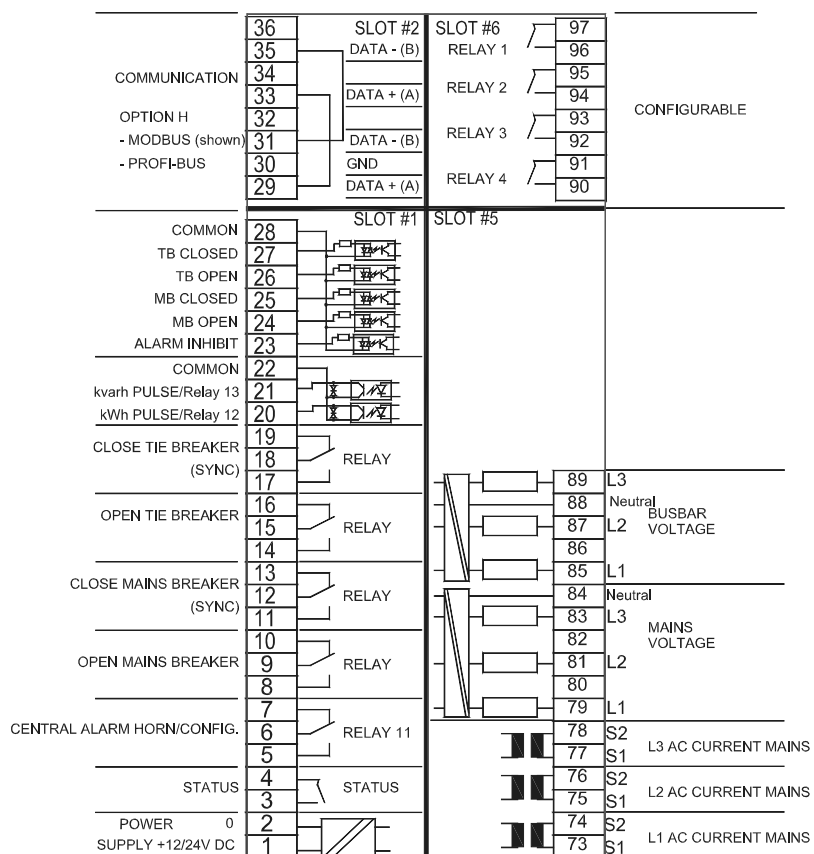 36 SLOT #2 SLOT #6 97
35 DATA - (B) RELAY 1 96
COMMUNICATION 34 95
33 DATA + (A) RELAY 2 94
OPTION H 32 93 CONFIGURABLE
- MODBUS (shown) 31 DATA - (B) RELAY 3 92
- PROFI-BUS 30 GND 91
29 DATA + (A) RELAY 4 90
SLOT #1 SLOT #5
COMMON 28
TB CLOSED 27
TB OPEN 26
MB CLOSED 25
MB OPEN 24
ALARM INHIBIT 23
COMMON 22
kvarh PULSE/Relay 13 21
kWh PULSE/Relay 12 20
19
CLOSE TIE BREAKER 18 RELAY
(SYNC) 17 89 L3
16 88 Neutral
OPEN TIE BREAKER 15 RELAY 87 L2 BUSBAR VOLTAGE
14 86
13 85 L1
CLOSE MAINS BREAKER 12 RELAY 84 Neutral
(SYNC) 11 83 L3
10 82 MAINS VOLTAGE
OPEN MAINS BREAKER 9 RELAY 81 L2
8 80
7 79 L1
CENTRAL ALARM HORN/CONFIG. 6 RELAY 11 78 S2
5 77 S1 L3 AC CURRENT MAINS
STATUS 4 STATUS 76 S2
3 75 S1 L2 AC CURRENT MAINS
POWER 0 2 74 S2
SUPPLY +12/24V DC 1 73 S1 L1 AC CURRENT MAINS